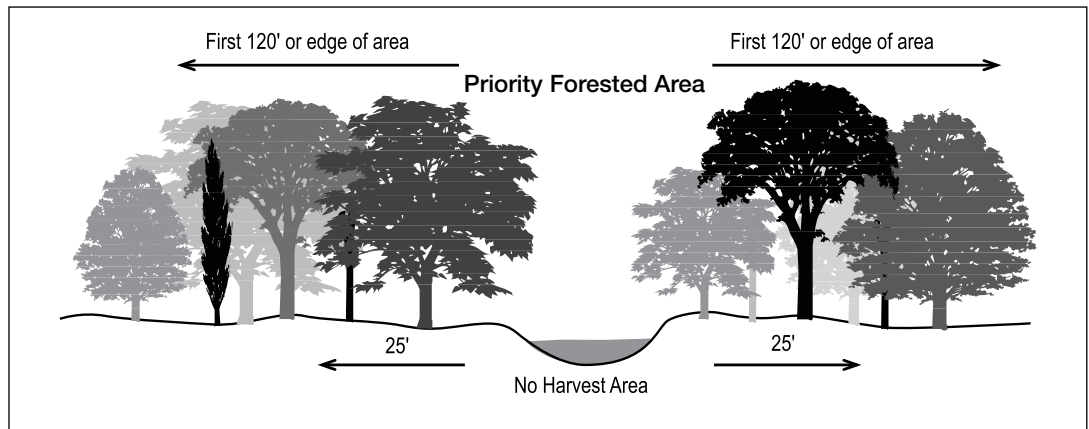 First 120' or edge of area
First 120' or edge of area
Priority Forested Area
25'
25'
No Harvest Area